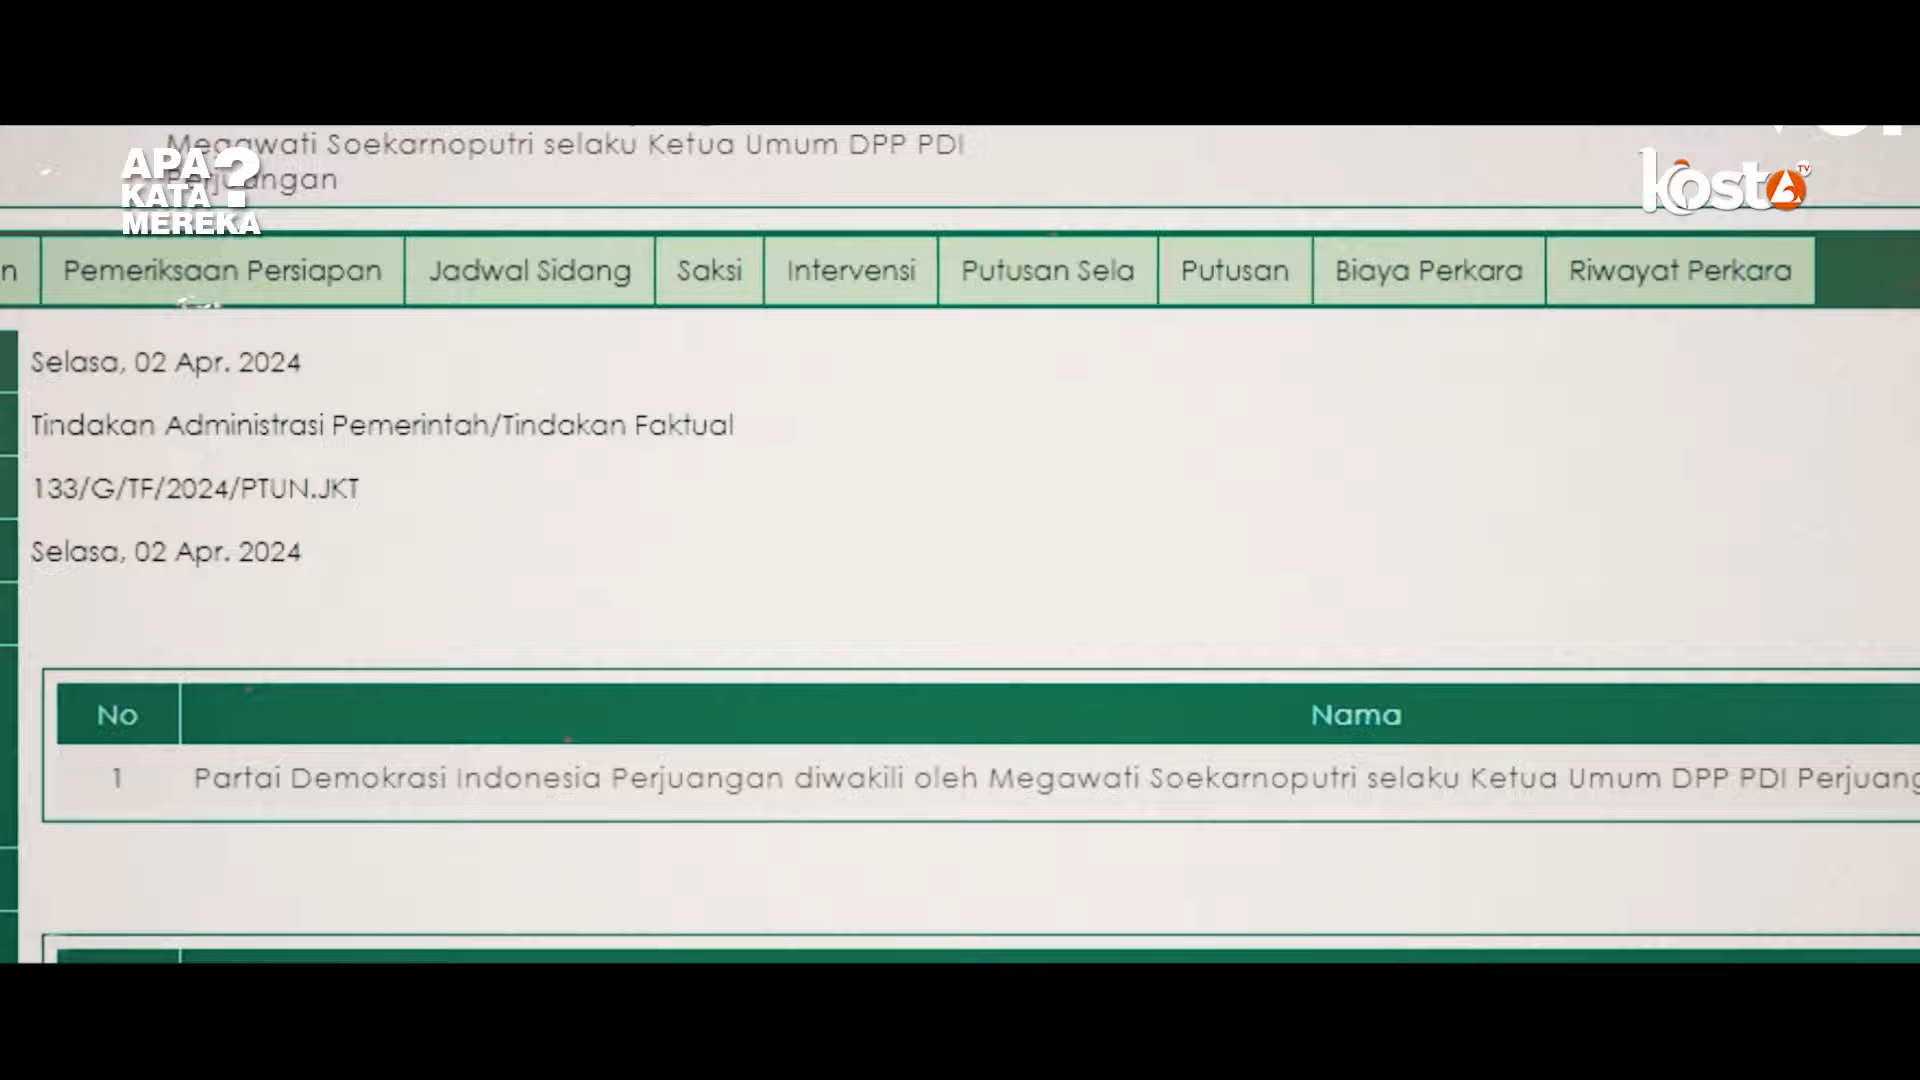 Megawati Soekarnoputri selaku Ketua Umum DPP PDI
Perjuangan
APA
KATA
MEREKA
?
kosta TV
n
Pemeriksaan Persiapan
Jadwal Sidang
Saksi
Intervensi
Putusan Sela
Putusan
Biaya Perkara
Riwayat Perkara
Selasa, 02 Apr. 2024
Tindakan Administrasi Pemerintah/Tindakan Faktual
133/G/TF/2024/PTUN.JKT
Selasa, 02 Apr. 2024
No
Nama
1
Partai Demokrasi Indonesia Perjuangan diwakili oleh Megawati Soekarnoputri selaku Ketua Umum DPP PDI Perjuang